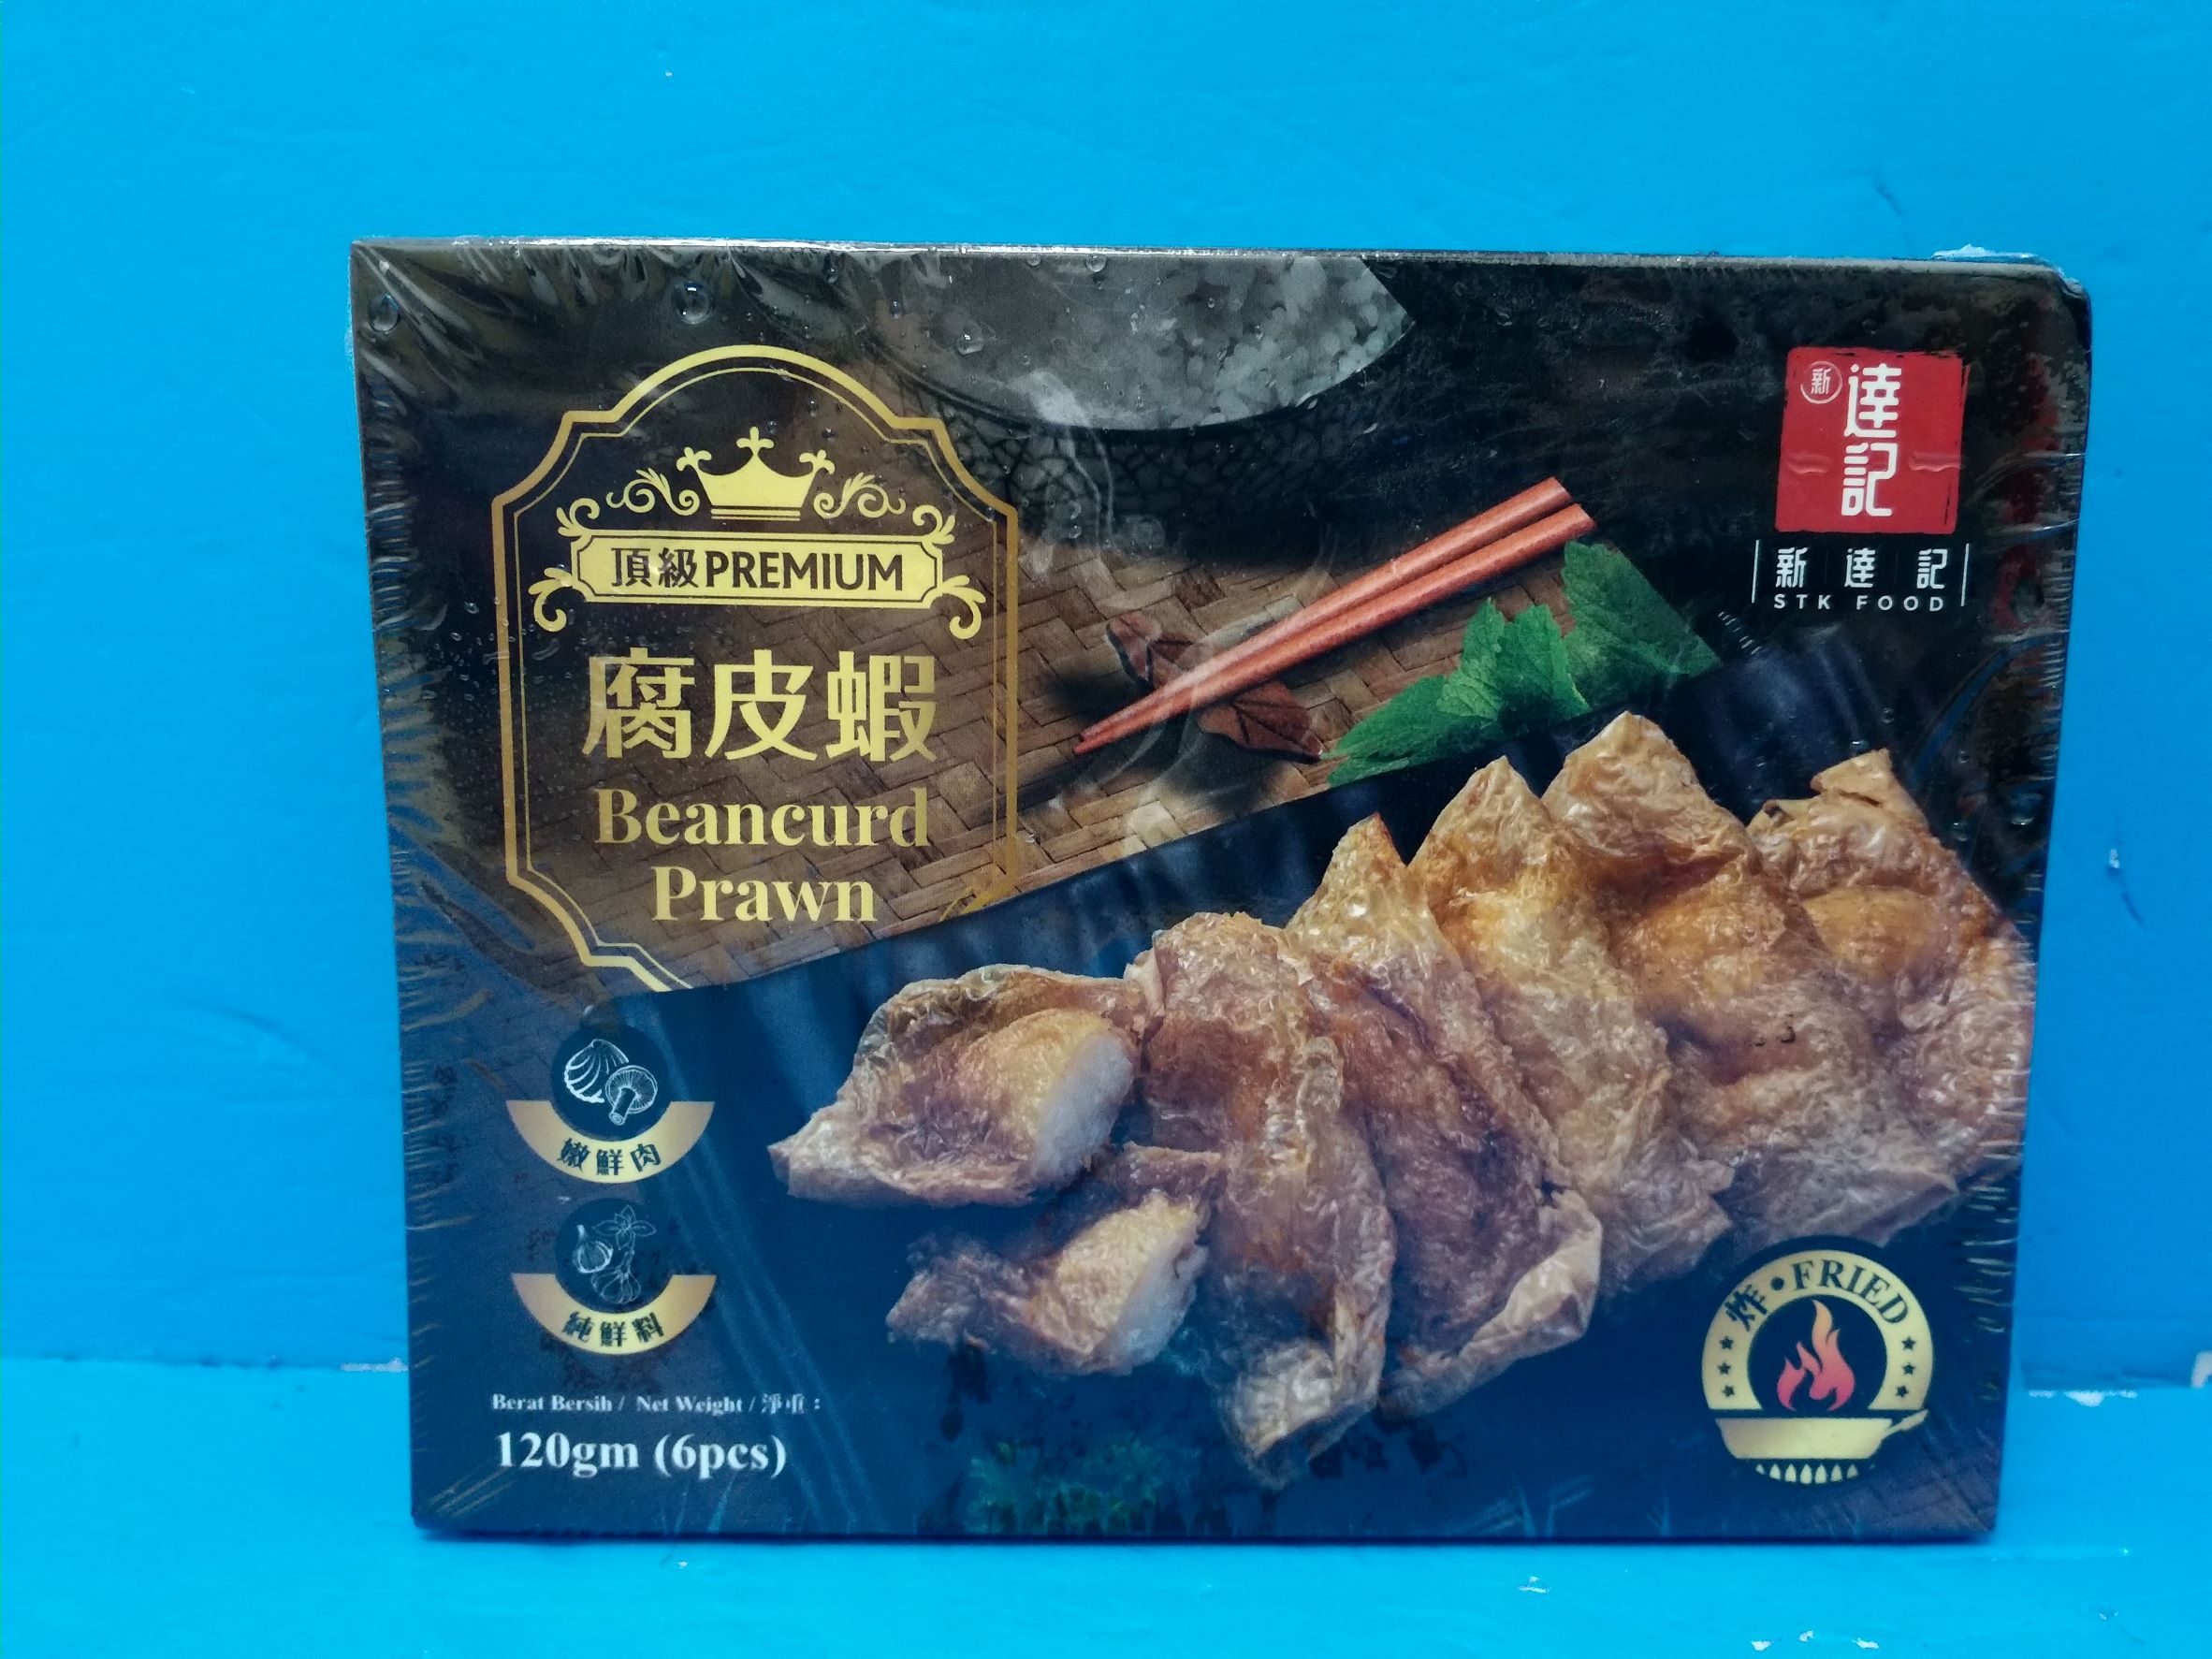 新
達記
新達記
STK FOOD
頂級PREMIUM
腐皮蝦
Beancurd
Prawn
嫩鮮肉
純鮮料
Berat Bersih / Net Weight / 淨重：
120gm (6pcs)
炸•FRIED